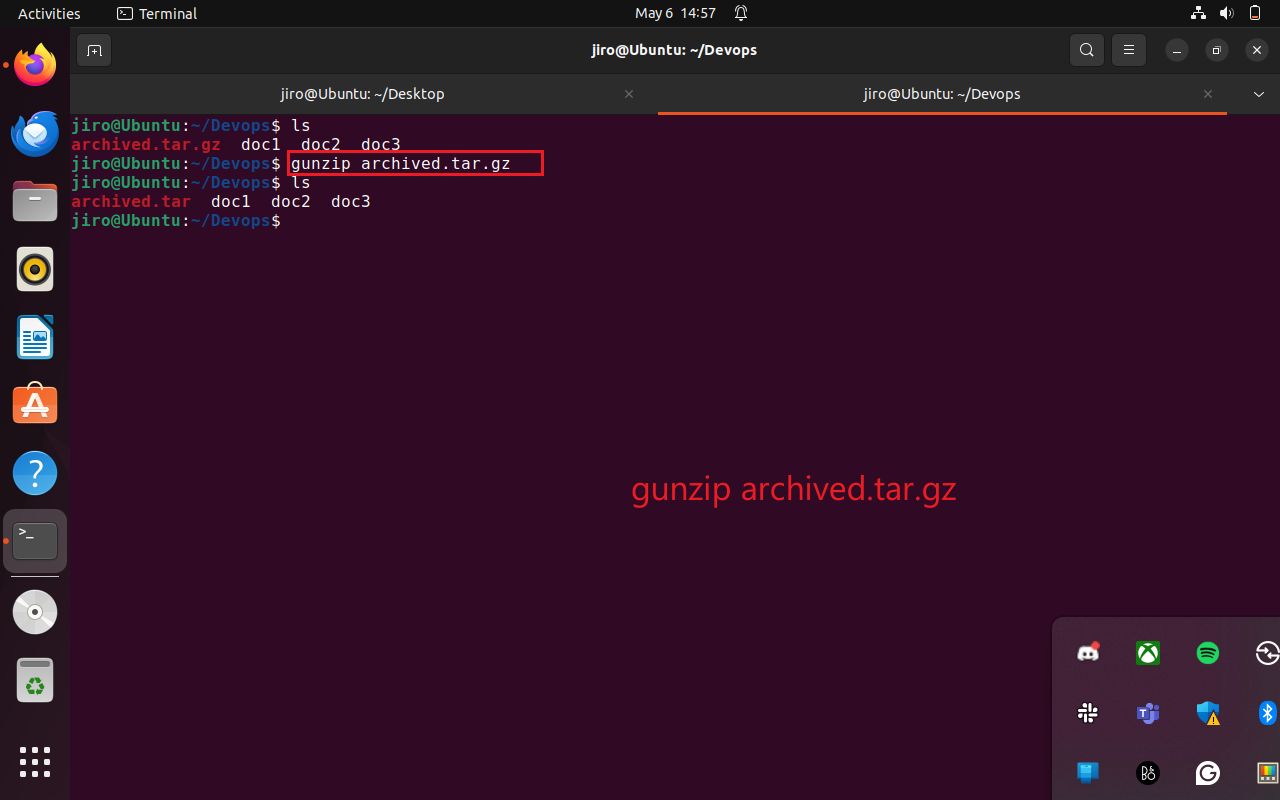 Activities
Terminal
May 6 14:57
jiro@Ubuntu: ~/Devops
jiro@Ubuntu: ~/Desktop
jiro@Ubuntu: ~/Devops
jiro@Ubuntu:~/Devops$ ls
archived.tar.gz doc1 doc2 doc3
jiro@Ubuntu:~/Devops$ gunzip archived.tar.gz
jiro@Ubuntu:~/Devops$ ls
archived.tar doc1 doc2 doc3
jiro@Ubuntu:~/Devops$
gunzip archived.tar.gz